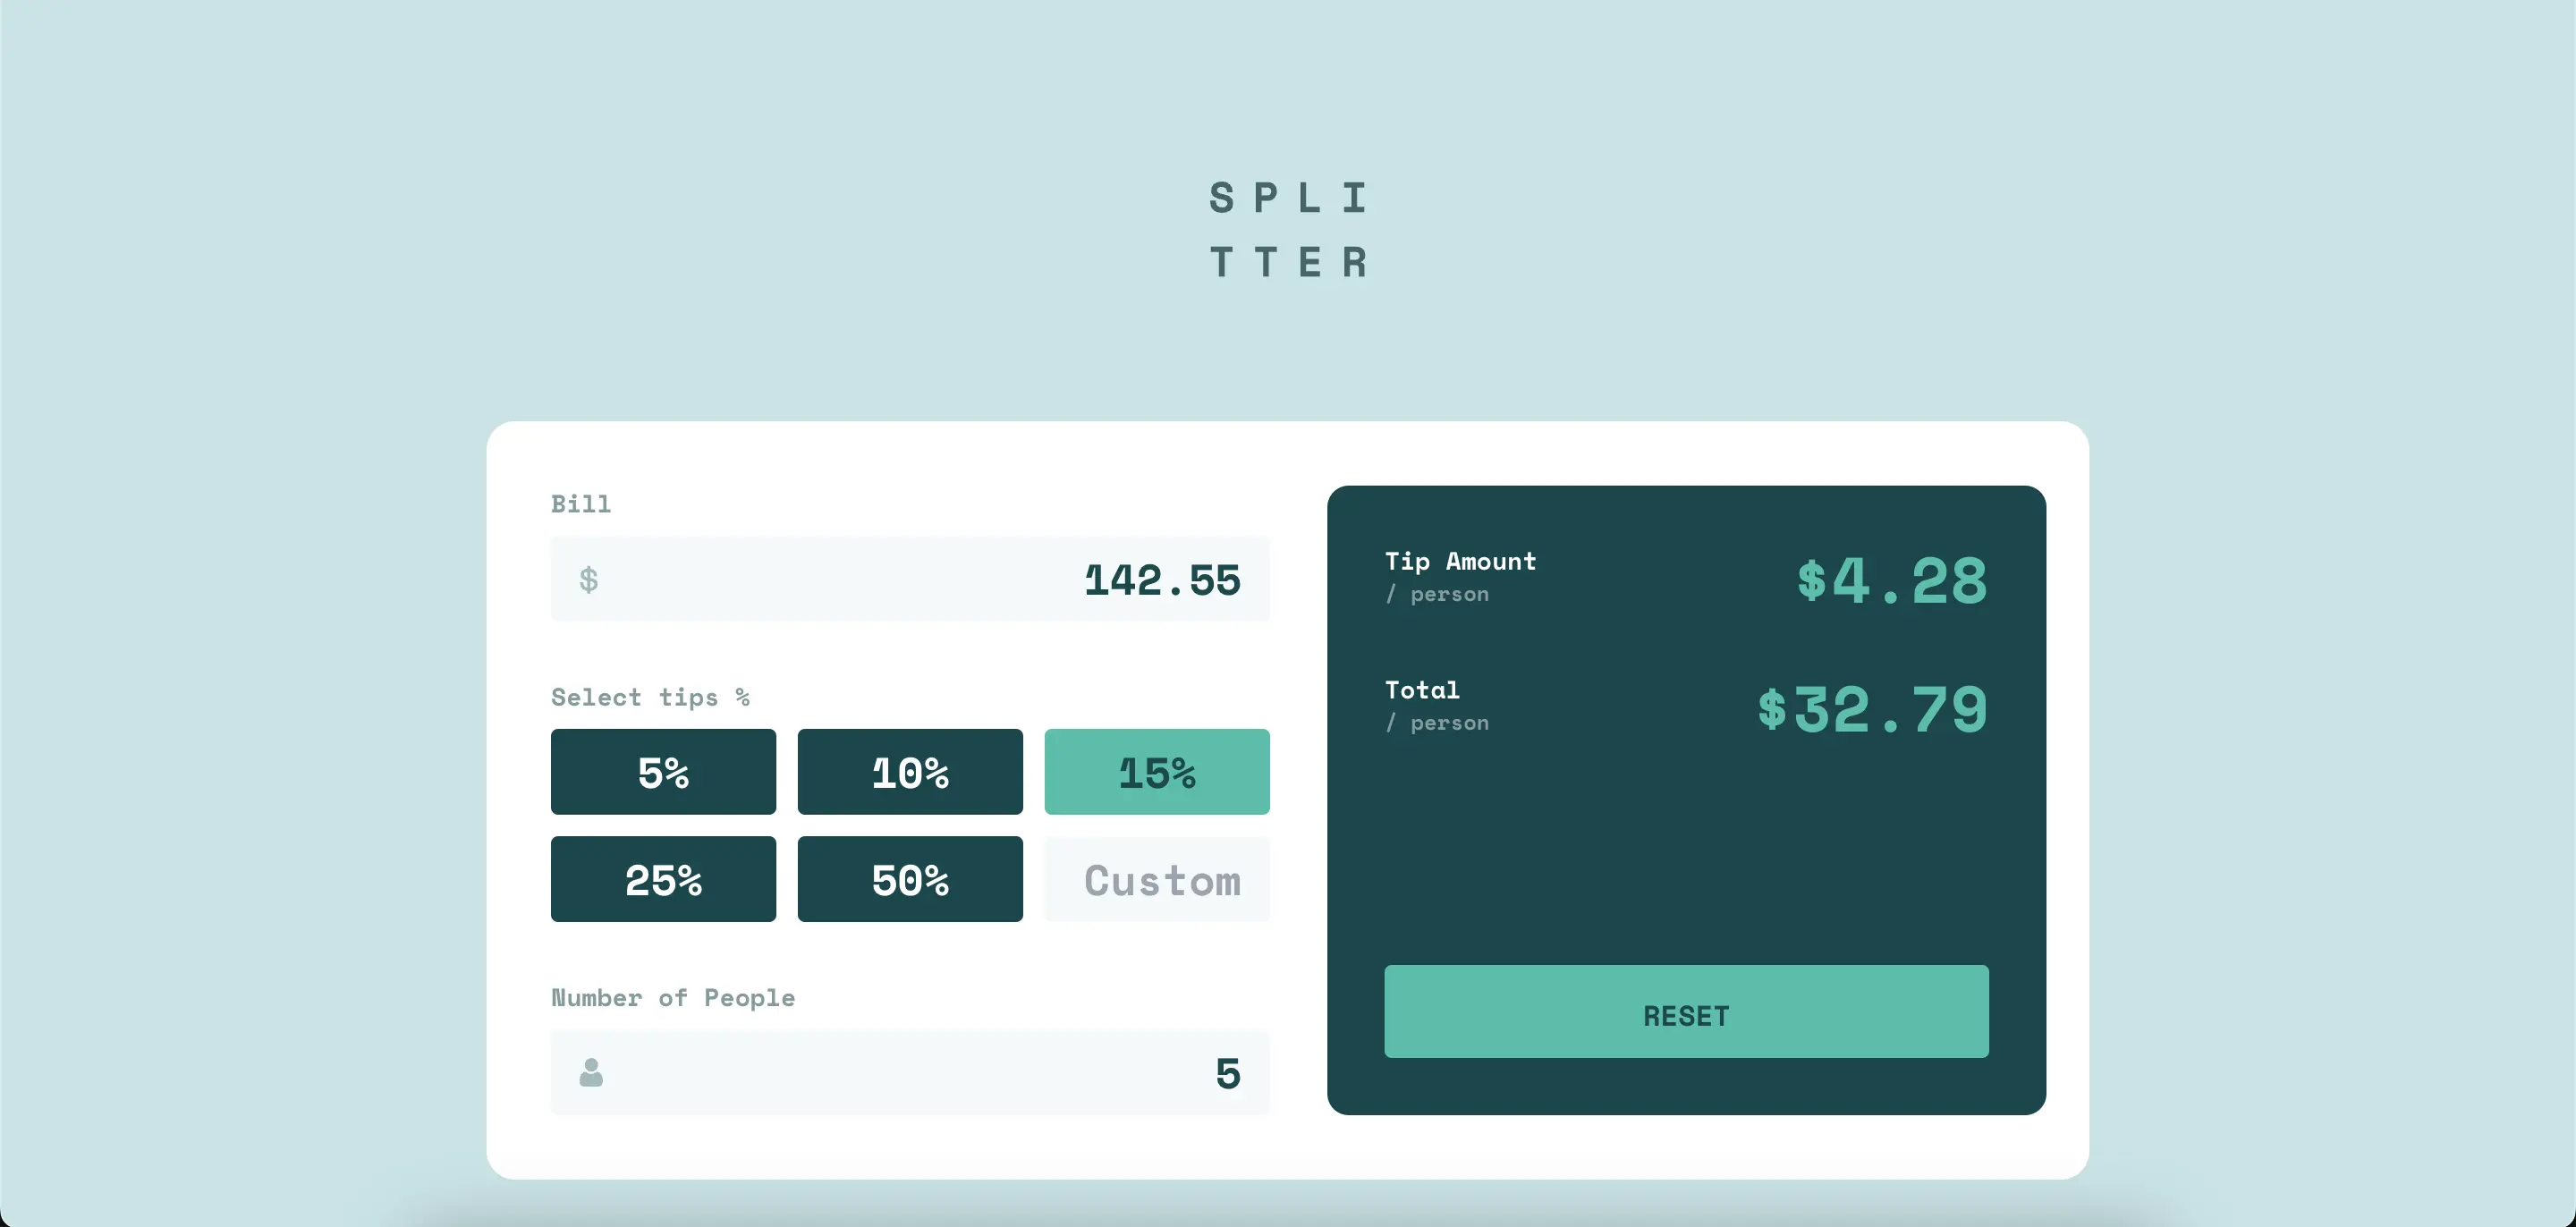 SPLI
TTER
Bill
$ 142.55
Select tips %
5% 10% 15%
25% 50% Custom
Number of People
5
Tip Amount
/ person
$4.28
Total
/ person
$32.79
RESET